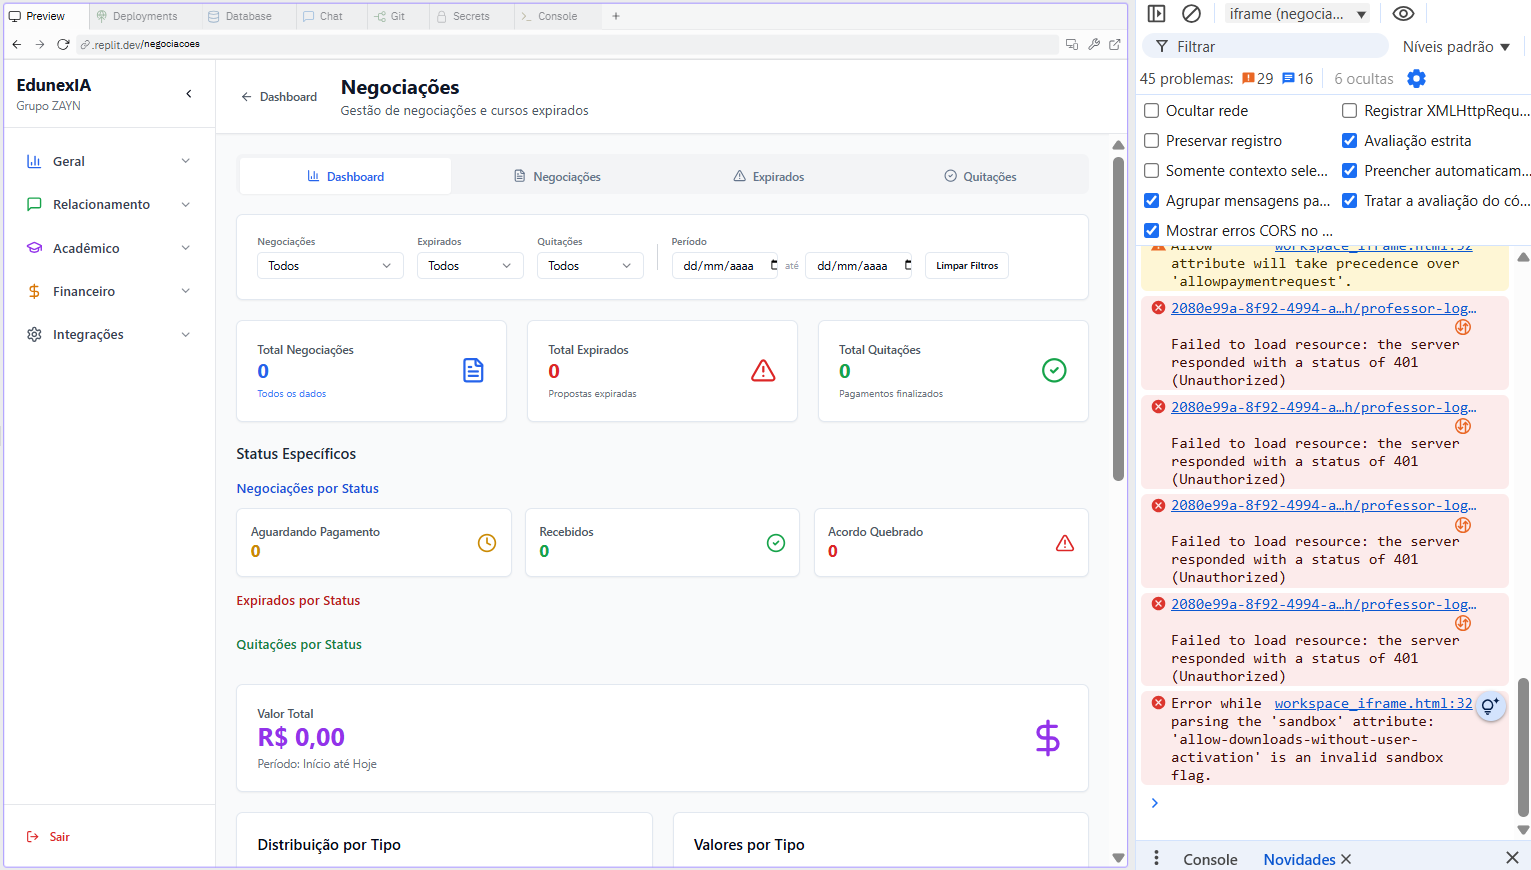 Preview
Deployments
Database
Chat
Git
Secrets
Console
.replit.dev/negociacoes
EdunexIA
Grupo ZAYN
Geral
Relacionamento
Acadêmico
Financeiro
Integrações
Sair
Dashboard
Negociações
Gestão de negociações e cursos expirados
Dashboard
Negociações
Expirados
Quitações
Negociações
Todos
Expirados
Todos
Quitações
Todos
Período
dd/mm/aaaa
até
dd/mm/aaaa
Limpar Filtros
Total Negociações
0
Todos os dados
Total Expirados
0
Propostas expiradas
Total Quitações
0
Pagamentos finalizados
Status Específicos
Negociações por Status
Aguardando Pagamento
0
Recebidos
0
Acordo Quebrado
0
Expirados por Status
Quitações por Status
Valor Total
R$ 0,00
Período: Início até Hoje
Distribuição por Tipo
Valores por Tipo
iframe (negocia... ▼
Filtrar
Níveis padrão ▼
45 problemas: 29 16
6 ocultas
Ocultar rede
Registrar XMLHttpRequ...
Preservar registro
Avaliação estrita
Somente contexto sele...
Preencher automaticam...
Agrupar mensagens pa...
Tratar a avaliação do có...
Mostrar erros CORS no ...
Allow workspace_iframe.html:32
attribute will take precedence over
'allowpaymentrequest'.
2080e99a-8f92-4994-a…h/professor-log…
Failed to load resource: the server
responded with a status of 401
(Unauthorized)
2080e99a-8f92-4994-a…h/professor-log…
Failed to load resource: the server
responded with a status of 401
(Unauthorized)
2080e99a-8f92-4994-a…h/professor-log…
Failed to load resource: the server
responded with a status of 401
(Unauthorized)
2080e99a-8f92-4994-a…h/professor-log…
Failed to load resource: the server
responded with a status of 401
(Unauthorized)
Error while workspace_iframe.html:32
parsing the 'sandbox' attribute:
'allow-downloads-without-user-
activation' is an invalid sandbox
flag.
Console
Novidades